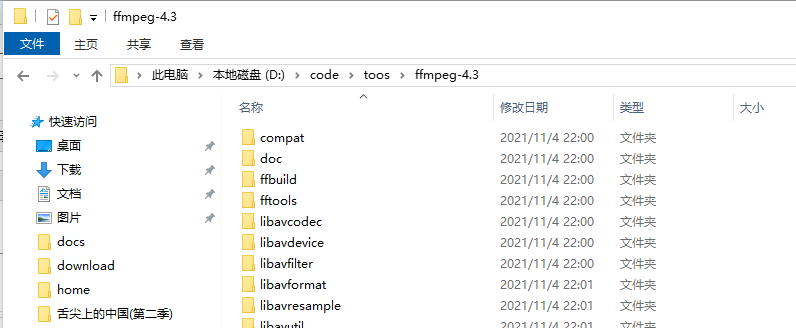 ffmpeg-4.3
文件 主页 共享 查看
此电脑 > 本地磁盘 (D:) > code > toos > ffmpeg-4.3
名称 修改日期 类型 大小
快速访问
桌面
下载
文档
图片
docs
download
home
舌尖上的中国(第二季)
compat 2021/11/4 22:00 文件夹
doc 2021/11/4 22:00 文件夹
ffbuild 2021/11/4 22:00 文件夹
fftools 2021/11/4 22:00 文件夹
libavcodec 2021/11/4 22:00 文件夹
libavdevice 2021/11/4 22:00 文件夹
libavfilter 2021/11/4 22:00 文件夹
libavformat 2021/11/4 22:01 文件夹
libavresample 2021/11/4 22:01 文件夹
libavutil 2021/11/4 22:01 文件夹